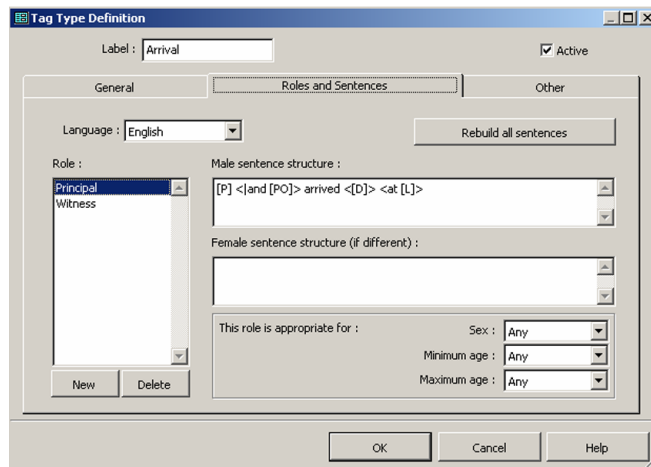 Tag Type Definition
Label : Arrival
Active
General
Roles and Sentences
Other
Language : English
Rebuild all sentences
Role :
Principal
Witness
Male sentence structure :
[P] <|and [PO]> arrived <[D]> <at [L]>
Female sentence structure (if different) :
This role is appropriate for :
Sex : Any
Minimum age : Any
Maximum age : Any
New
Delete
OK
Cancel
Help